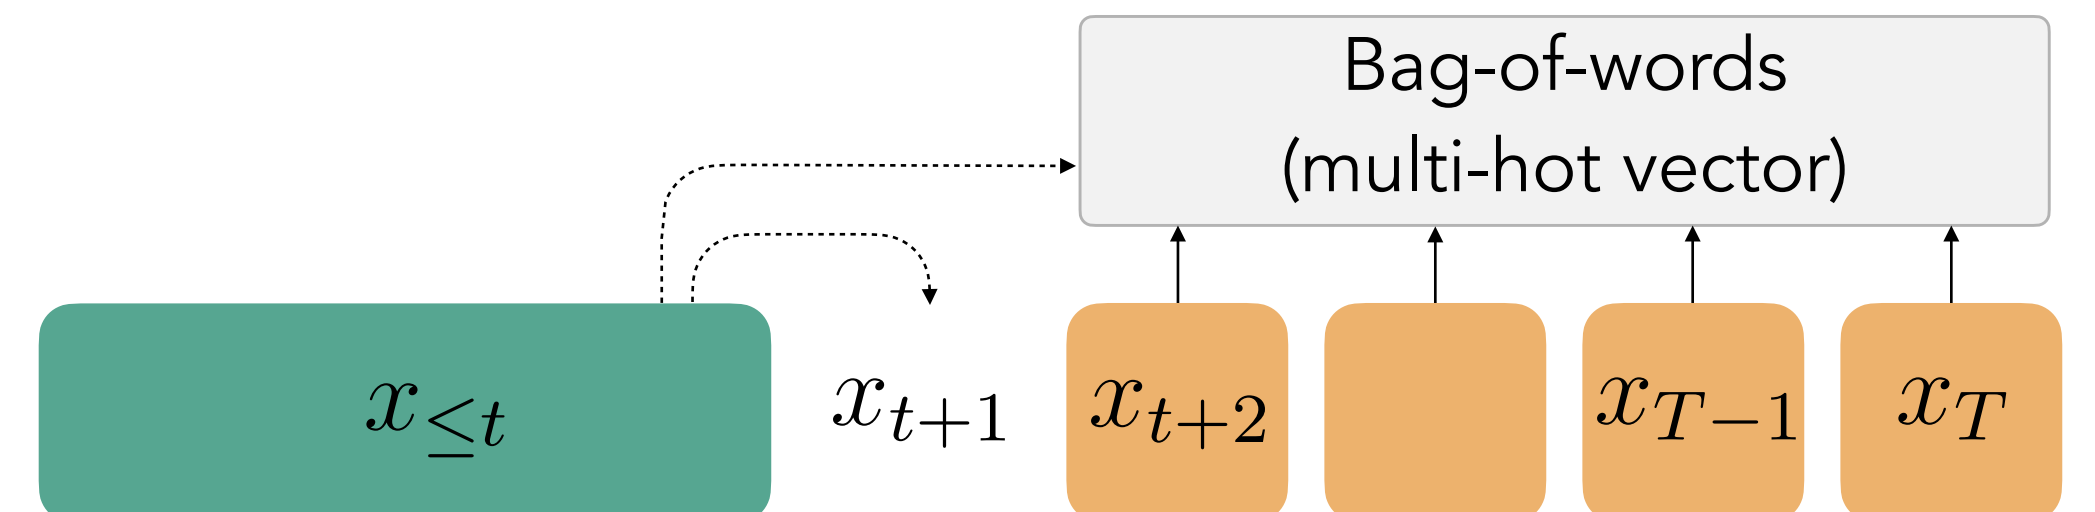 Bag-of-words
(multi-hot vector)
x≤t
xt+1
xt+2
xT−1
xT